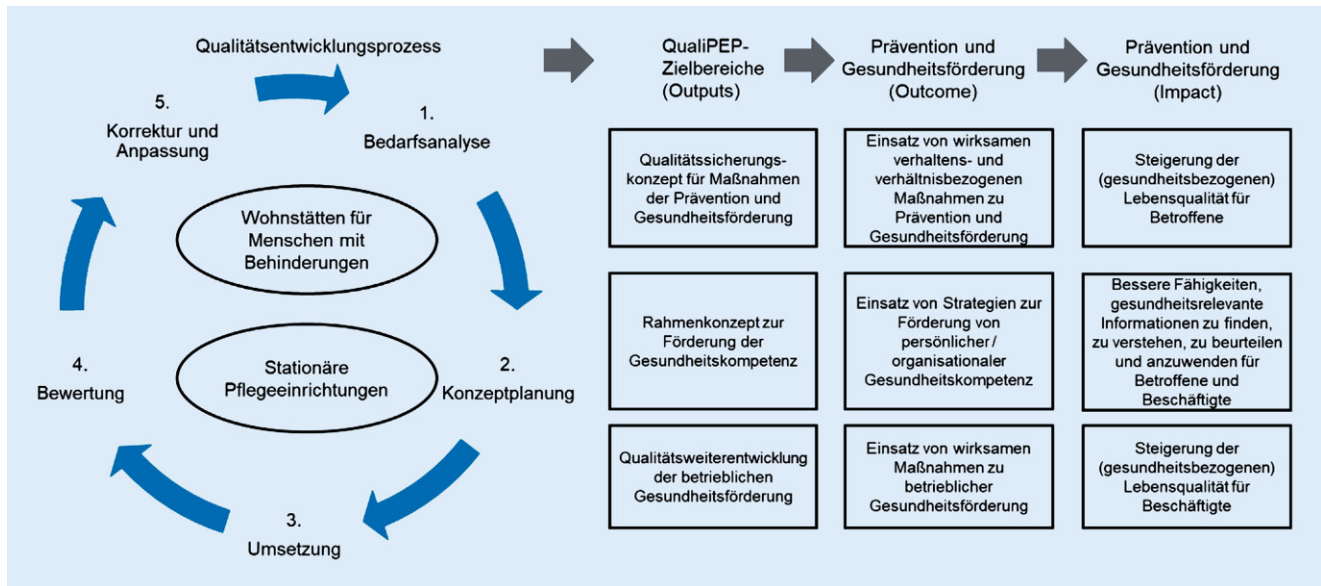 Qualitätsentwicklungsprozess
5.
Korrektur und
Anpassung
1.
Bedarfsanalyse
Wohnstätten für
Menschen mit
Behinderungen
Stationäre
Pflegeeinrichtungen
4.
Bewertung
2.
Konzeptplanung
3.
Umsetzung
QualiPEP-
Zielbereiche
(Outputs)
Prävention und
Gesundheitsförderung
(Outcome)
Prävention und
Gesundheitsförderung
(Impact)
Qualitätssicherungs-
konzept für Maßnahmen
der Prävention und
Gesundheitsförderung
Einsatz von wirksamen
verhaltens- und
verhältnisbezogenen
Maßnahmen zu
Prävention und
Gesundheitsförderung
Steigerung der
(gesundheitsbezogenen)
Lebensqualität für
Betroffene
Rahmenkonzept zur
Förderung der
Gesundheitskompetenz
Einsatz von Strategien zur
Förderung von
persönlicher /
organisationaler
Gesundheitskompetenz
Bessere Fähigkeiten,
gesundheitsrelevante
Informationen zu finden,
zu verstehen, zu beurteilen
und anzuwenden für
Betroffene und
Beschäftigte
Qualitätsweiterentwicklung
der betrieblichen
Gesundheitsförderung
Einsatz von wirksamen
Maßnahmen zu
betrieblicher
Gesundheitsförderung
Steigerung der
(gesundheitsbezogenen)
Lebensqualität für
Beschäftigte